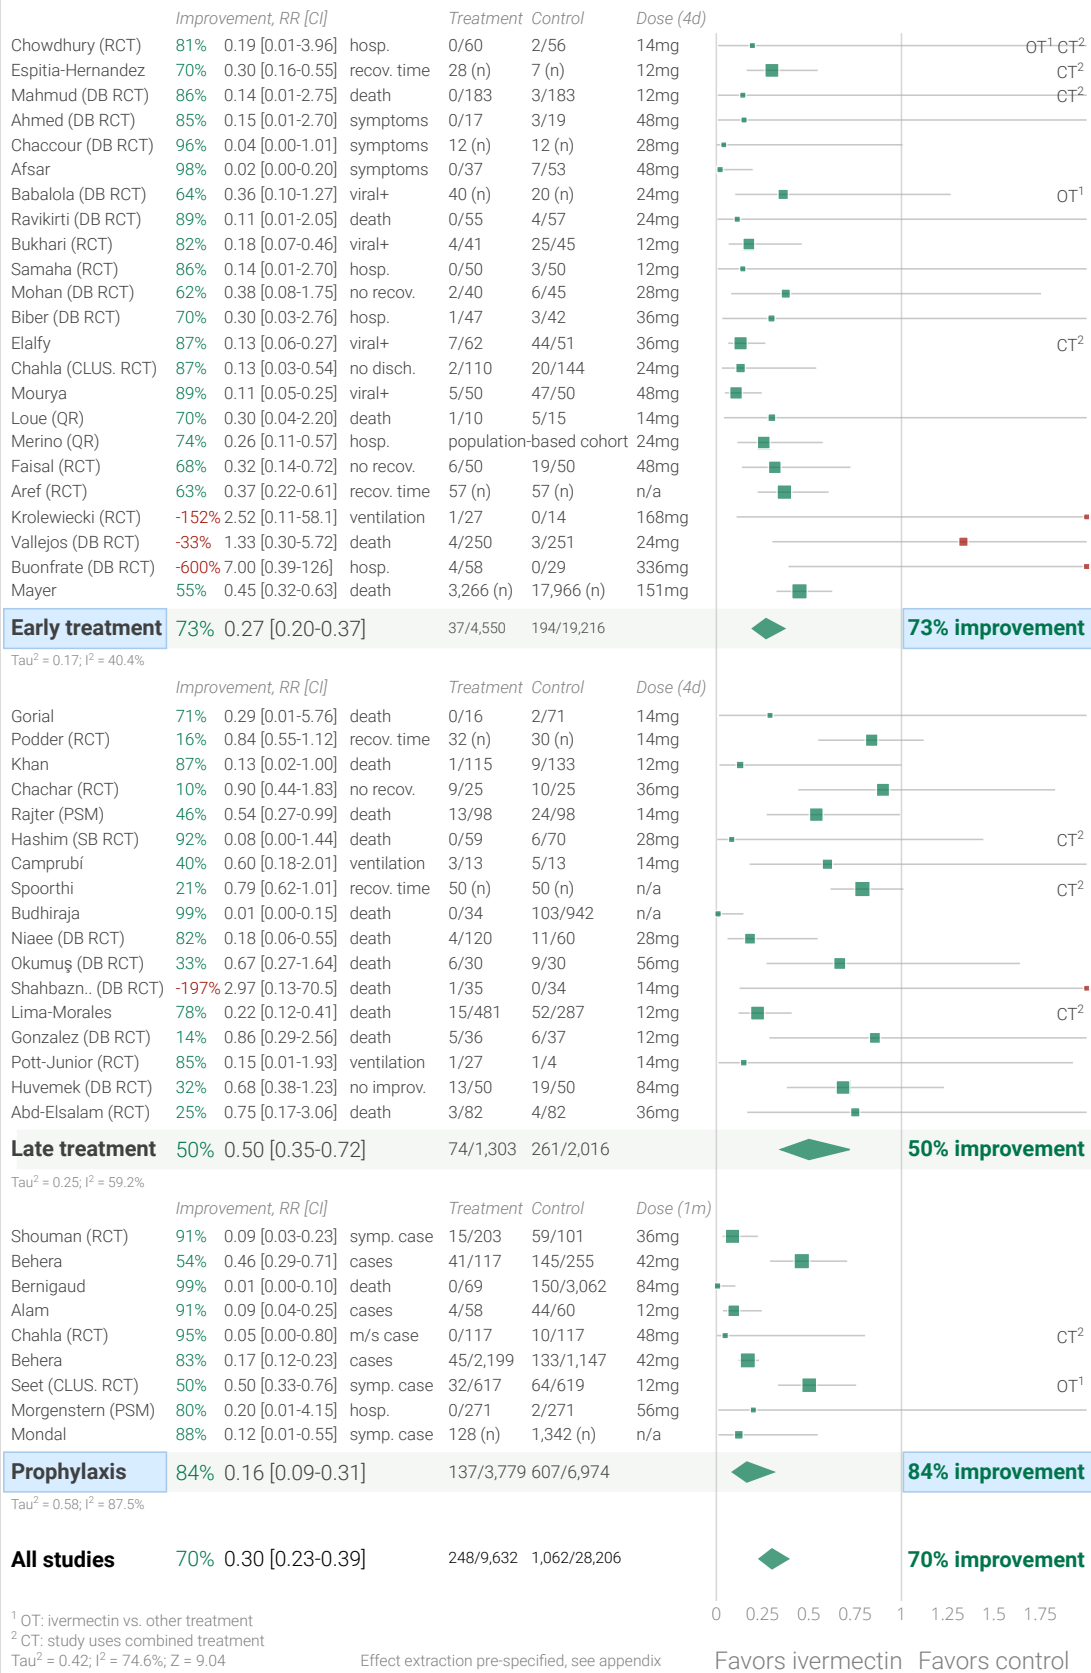 Improvement, RR [CI] Treatment Control Dose (4d)
Chowdhury (RCT) 81% 0.19 [0.01-3.96] hosp. 0/60 2/56 14mg OT¹ CT²
Espitia-Hernandez 70% 0.30 [0.16-0.55] recov. time 28 (n) 7 (n) 12mg CT²
Mahmud (DB RCT) 86% 0.14 [0.01-2.75] death 0/183 3/183 12mg CT²
Ahmed (DB RCT) 85% 0.15 [0.01-2.70] symptoms 0/17 3/19 48mg
Chaccour (DB RCT) 96% 0.04 [0.00-1.01] symptoms 12 (n) 12 (n) 28mg
Afsar 98% 0.02 [0.00-0.20] symptoms 0/37 7/53 48mg
Babalola (DB RCT) 64% 0.36 [0.10-1.27] viral+ 40 (n) 20 (n) 24mg OT¹
Ravikirti (DB RCT) 89% 0.11 [0.01-2.05] death 0/55 4/57 24mg
Bukhari (RCT) 82% 0.18 [0.07-0.46] viral+ 4/41 25/45 12mg
Samaha (RCT) 86% 0.14 [0.01-2.70] hosp. 0/50 3/50 12mg
Mohan (DB RCT) 62% 0.38 [0.08-1.75] no recov. 2/40 6/45 28mg
Biber (DB RCT) 70% 0.30 [0.03-2.76] hosp. 1/47 3/42 36mg
Elalfy 87% 0.13 [0.06-0.27] viral+ 7/62 44/51 36mg CT²
Chahla (CLUS. RCT) 87% 0.13 [0.03-0.54] no disch. 2/110 20/144 24mg
Mourya 89% 0.11 [0.05-0.25] viral+ 5/50 47/50 48mg
Loue (QR) 70% 0.30 [0.04-2.20] death 1/10 5/15 14mg
Merino (QR) 74% 0.26 [0.11-0.57] hosp. population-based cohort 24mg
Faisal (RCT) 68% 0.32 [0.14-0.72] no recov. 6/50 19/50 48mg
Aref (RCT) 63% 0.37 [0.22-0.61] recov. time 57 (n) 57 (n) n/a
Krolewiecki (RCT) -152% 2.52 [0.11-58.1] ventilation 1/27 0/14 168mg
Vallejos (DB RCT) -33% 1.33 [0.30-5.72] death 4/250 3/251 24mg
Buonfrate (DB RCT) -600% 7.00 [0.39-126] hosp. 4/58 0/29 336mg
Mayer 55% 0.45 [0.32-0.63] death 3,266 (n) 17,966 (n) 151mg
Early treatment 73% 0.27 [0.20-0.37] 37/4,550 194/19,216 73% improvement
Tau² = 0.17; I² = 40.4%
Improvement, RR [CI] Treatment Control Dose (4d)
Gorial 71% 0.29 [0.01-5.76] death 0/16 2/71 14mg
Podder (RCT) 16% 0.84 [0.55-1.12] recov. time 32 (n) 30 (n) 14mg
Khan 87% 0.13 [0.02-1.00] death 1/115 9/133 12mg
Chachar (RCT) 10% 0.90 [0.44-1.83] no recov. 9/25 10/25 36mg
Rajter (PSM) 46% 0.54 [0.27-0.99] death 13/98 24/98 14mg
Hashim (SB RCT) 92% 0.08 [0.00-1.44] death 0/59 6/70 28mg CT²
Camprubí 40% 0.60 [0.18-2.01] ventilation 3/13 5/13 14mg
Spoorthi 21% 0.79 [0.62-1.01] recov. time 50 (n) 50 (n) n/a CT²
Budhiraja 99% 0.01 [0.00-0.15] death 0/34 103/942 n/a
Niaee (DB RCT) 82% 0.18 [0.06-0.55] death 4/120 11/60 28mg
Okumuş (DB RCT) 33% 0.67 [0.27-1.64] death 6/30 9/30 56mg
Shahbazn.. (DB RCT) -197% 2.97 [0.13-70.5] death 1/35 0/34 14mg
Lima-Morales 78% 0.22 [0.12-0.41] death 15/481 52/287 12mg CT²
Gonzalez (DB RCT) 14% 0.86 [0.29-2.56] death 5/36 6/37 12mg
Pott-Junior (RCT) 85% 0.15 [0.01-1.93] ventilation 1/27 1/4 14mg
Huvemek (DB RCT) 32% 0.68 [0.38-1.23] no improv. 13/50 19/50 84mg
Abd-Elsalam (RCT) 25% 0.75 [0.17-3.06] death 3/82 4/82 36mg
Late treatment 50% 0.50 [0.35-0.72] 74/1,303 261/2,016 50% improvement
Tau² = 0.25; I² = 59.2%
Improvement, RR [CI] Treatment Control Dose (1m)
Shouman (RCT) 91% 0.09 [0.03-0.23] symp. case 15/203 59/101 36mg
Behera 54% 0.46 [0.29-0.71] cases 41/117 145/255 42mg
Bernigaud 99% 0.01 [0.00-0.10] death 0/69 150/3,062 84mg
Alam 91% 0.09 [0.04-0.25] cases 4/58 44/60 12mg
Chahla (RCT) 95% 0.05 [0.00-0.80] m/s case 0/117 10/117 48mg CT²
Behera 83% 0.17 [0.12-0.23] cases 45/2,199 133/1,147 42mg
Seet (CLUS. RCT) 50% 0.50 [0.33-0.76] symp. case 32/617 64/619 12mg OT¹
Morgenstern (PSM) 80% 0.20 [0.01-4.15] hosp. 0/271 2/271 56mg
Mondal 88% 0.12 [0.01-0.55] symp. case 128 (n) 1,342 (n) n/a
Prophylaxis 84% 0.16 [0.09-0.31] 137/3,779 607/6,974 84% improvement
Tau² = 0.58; I² = 87.5%
All studies 70% 0.30 [0.23-0.39] 248/9,632 1,062/28,206 70% improvement
0 0.25 0.5 0.75 1 1.25 1.5 1.75
¹ OT: ivermectin vs. other treatment
² CT: study uses combined treatment
Tau² = 0.42; I² = 74.6%; Z = 9.04 Effect extraction pre-specified, see appendix Favors ivermectin Favors control